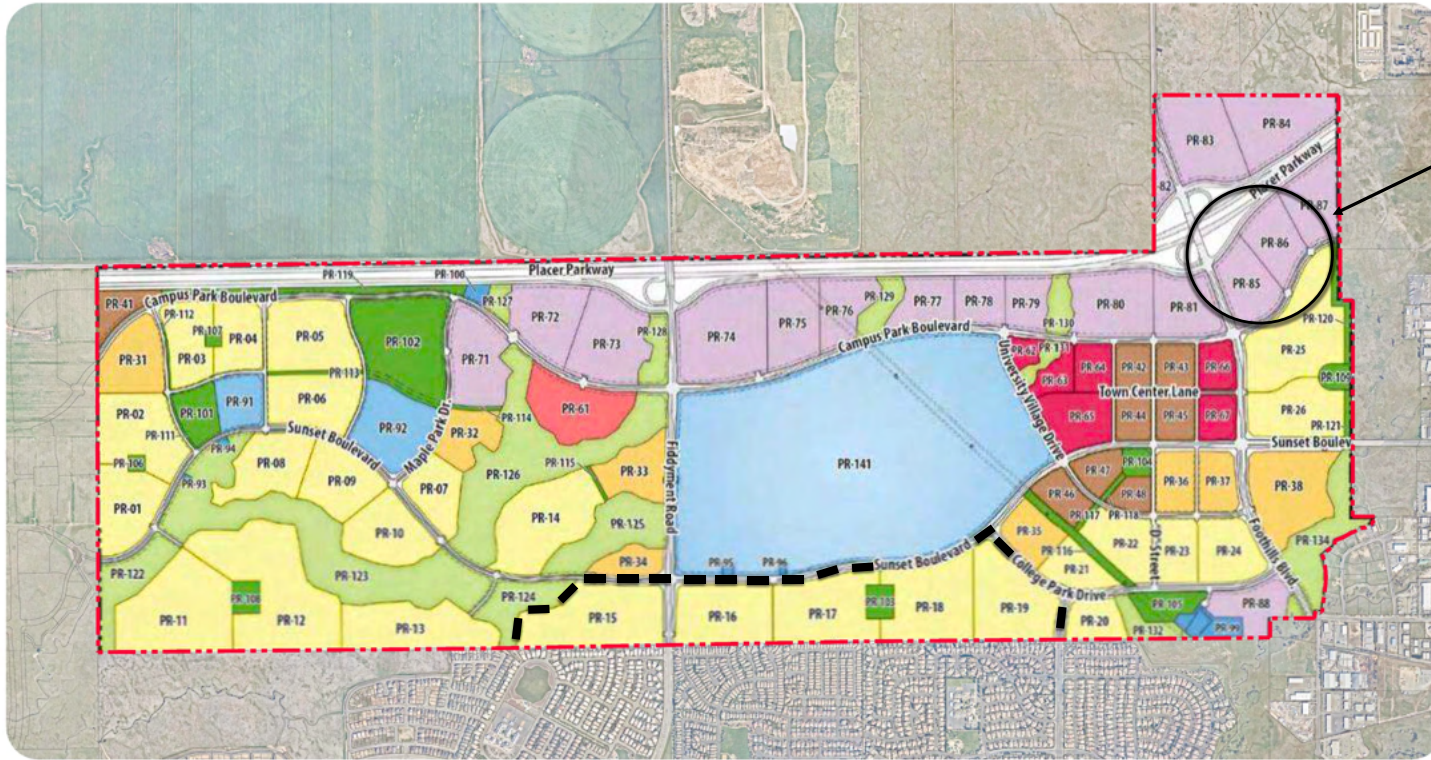 PR-83
PR-84
82
Placer Parkway
PR-87
PR-86
PR-85
PR-119
PR-100
Placer Parkway
PR-41
Campus Park Boulevard
PR-127
PR-112
PR-107
PR-04
PR-05
PR-03
PR-31
PR-102
PR-71
PR-72
PR-73
PR-128
PR-74
PR-75
PR-76
PR-129
PR-77
PR-78
PR-79
PR-130
PR-80
PR-81
PR-120
Campus Park Boulevard
PR-25
PR-62
PR-63
PR-64
PR-42
PR-43
PR-66
Town Center Lane
PR-109
PR-113
PR-02
PR-101
PR-91
PR-06
PR-92
Maple Park Dr.
PR-32
PR-114
PR-61
PR-65
PR-44
PR-45
PR-67
PR-26
PR-121
PR-111
PR-94
Sunset Boulevard
University Village Drive
Sunset Boulev
PR-106
PR-93
PR-08
PR-09
PR-07
PR-126
PR-115
PR-33
Fiddyment Road
PR-141
PR-47
PR-104
PR-46
PR-48
PR-36
PR-37
PR-38
PR-01
PR-10
PR-14
PR-125
PR-117
PR-118
PR-35
PR-116
PR-22
"D" Street
PR-23
PR-24
Foothills Blvd
PR-134
PR-122
PR-123
PR-34
PR-95
PR-96
Sunset Boulevard
PR-21
College Park Drive
PR-124
PR-108
PR-11
PR-12
PR-13
PR-15
PR-16
PR-17
PR-103
PR-18
PR-19
PR-20
PR-105
PR-132
PR-99
PR-88